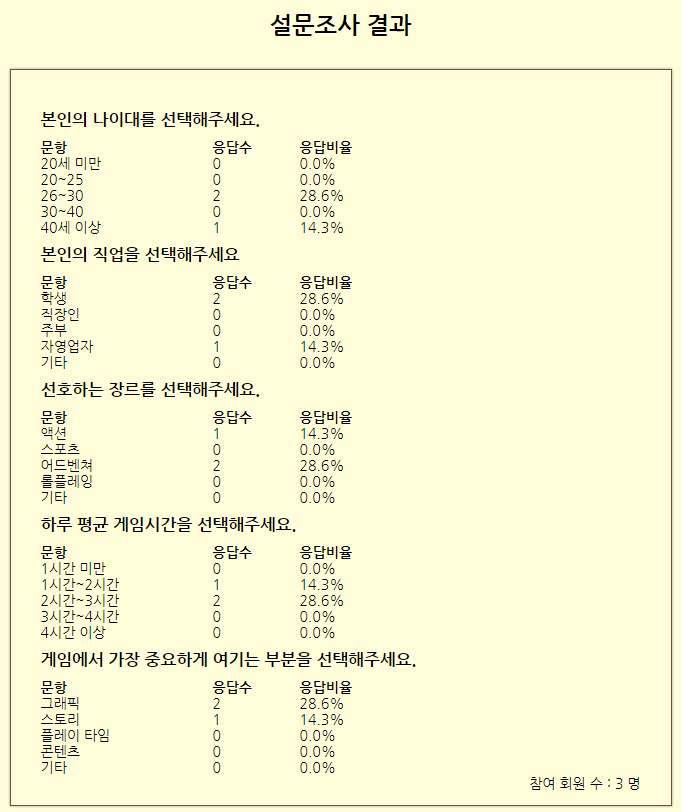 설문조사 결과
본인의 나이대를 선택해주세요.
문항 응답수 응답비율
20세 미만 0 0.0%
20~25 0 0.0%
26~30 2 28.6%
30~40 0 0.0%
40세 이상 1 14.3%
본인의 직업을 선택해주세요
문항 응답수 응답비율
학생 2 28.6%
직장인 0 0.0%
주부 0 0.0%
자영업자 1 14.3%
기타 0 0.0%
선호하는 장르를 선택해주세요.
문항 응답수 응답비율
액션 1 14.3%
스포츠 0 0.0%
어드벤쳐 2 28.6%
롤플레잉 0 0.0%
기타 0 0.0%
하루 평균 게임시간을 선택해주세요.
문항 응답수 응답비율
1시간 미만 0 0.0%
1시간~2시간 1 14.3%
2시간~3시간 2 28.6%
3시간~4시간 0 0.0%
4시간 이상 0 0.0%
게임에서 가장 중요하게 여기는 부분을 선택해주세요.
문항 응답수 응답비율
그래픽 2 28.6%
스토리 1 14.3%
플레이 타임 0 0.0%
콘텐츠 0 0.0%
기타 0 0.0%
참여 회원 수 : 3 명